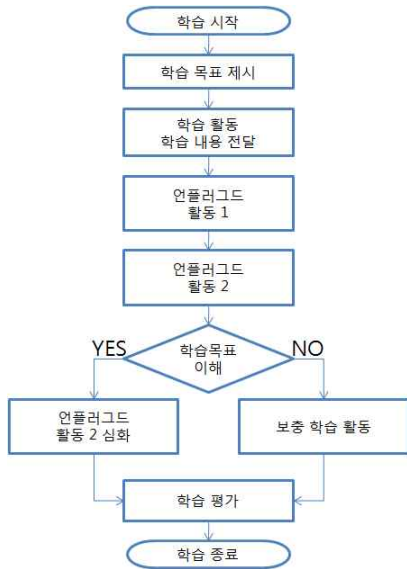 학습 시작
학습 목표 제시
학습 활동
학습 내용 전달
언플러그드
활동 1
언플러그드
활동 2
학습목표
이해
YES
NO
언플러그드
활동 2 심화
보충 학습 활동
학습 평가
학습 종료